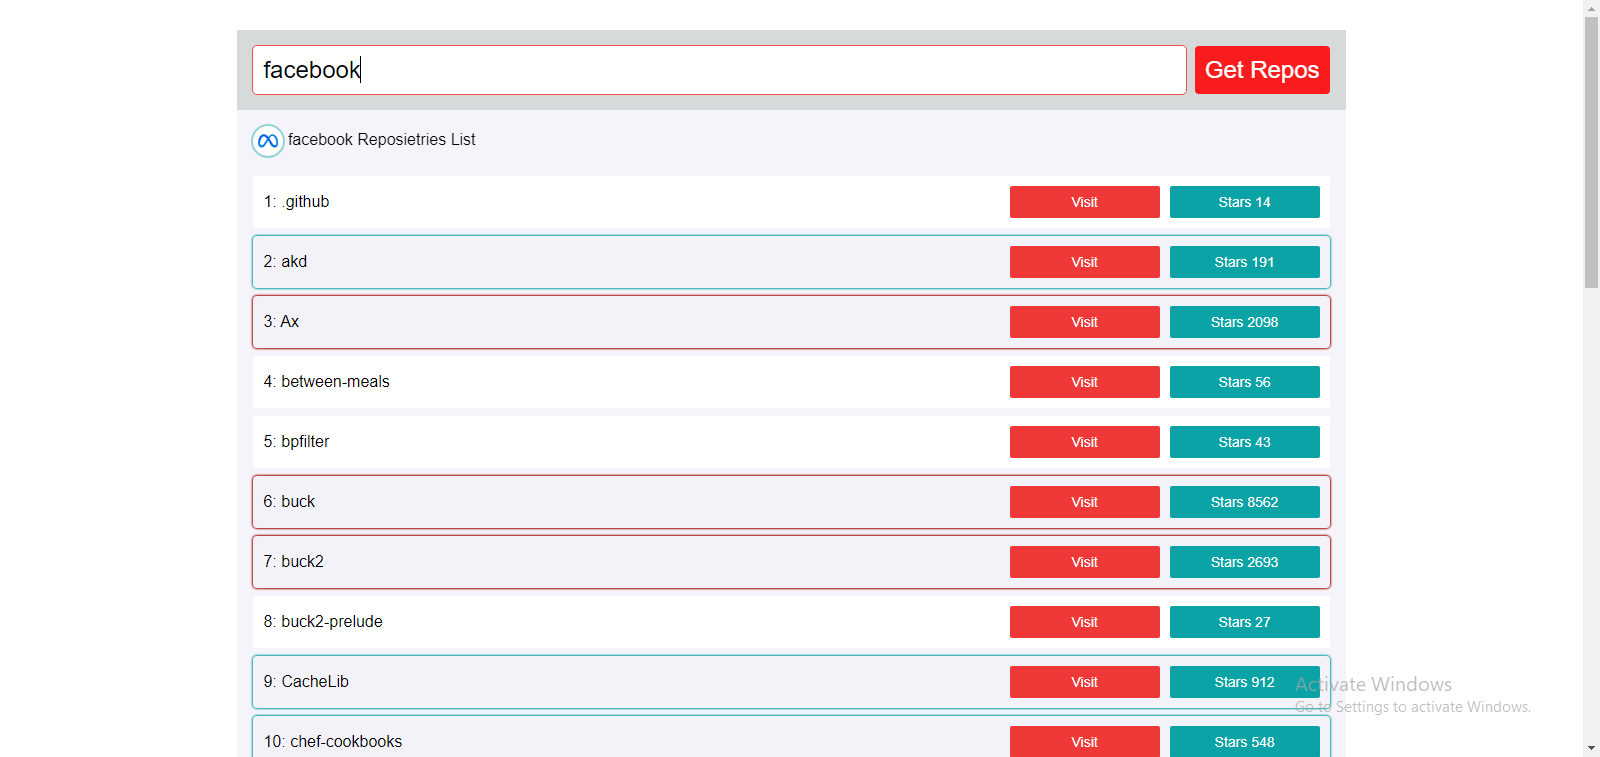 facebook
Get Repos
facebook Reposietries List
1: .github Visit Stars 14
2: akd Visit Stars 191
3: Ax Visit Stars 2098
4: between-meals Visit Stars 56
5: bpfilter Visit Stars 43
6: buck Visit Stars 8562
7: buck2 Visit Stars 2693
8: buck2-prelude Visit Stars 27
9: CacheLib Visit Stars 912
Activate Windows
Go to Settings to activate Windows.
10: chef-cookbooks Visit Stars 548